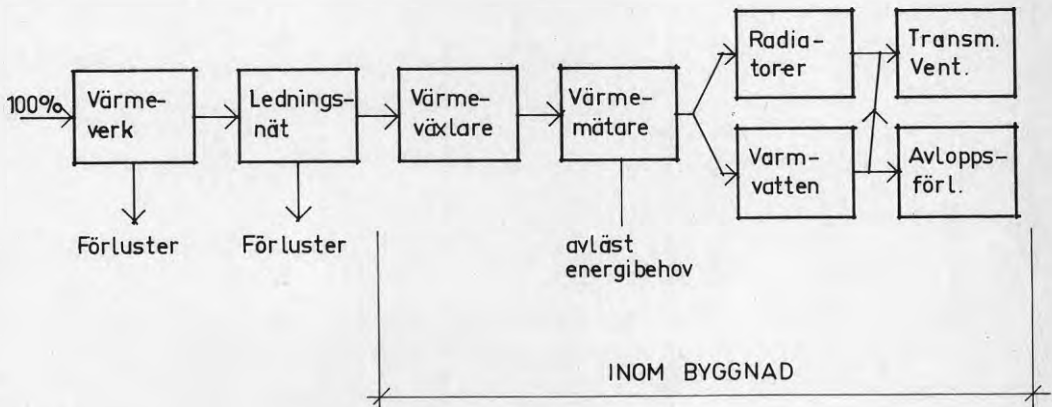 100%
Värme-
verk
Lednings-
nät
Värme-
växlare
Värme-
mätare
Radia-
torer
Transm.
Vent.
Varm-
vatten
Avlopps-
förl.
Förluster
Förluster
avläst
energibehov
INOM BYGGNAD